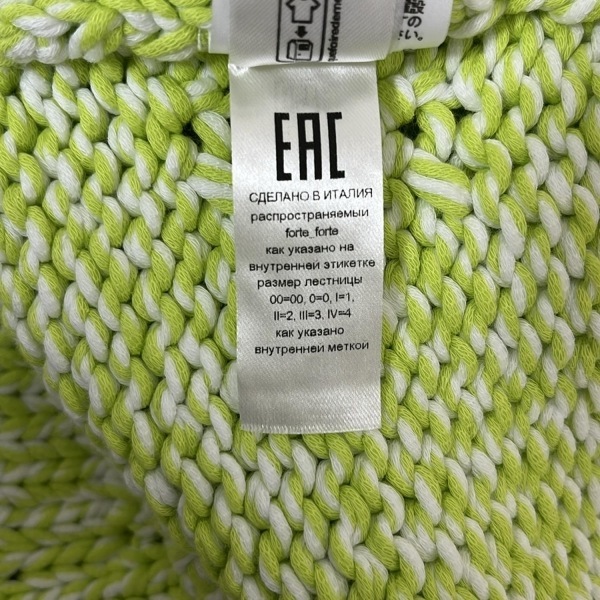 EAC
СДЕЛАНО В ИТАЛИЯ
распространяемыи
forte_forte
как указано на
внутренней этикетке
размер лестницы
00=00, 0=0, I=1,
II=2, III=3, IV=4
как указано
внутренней меткой